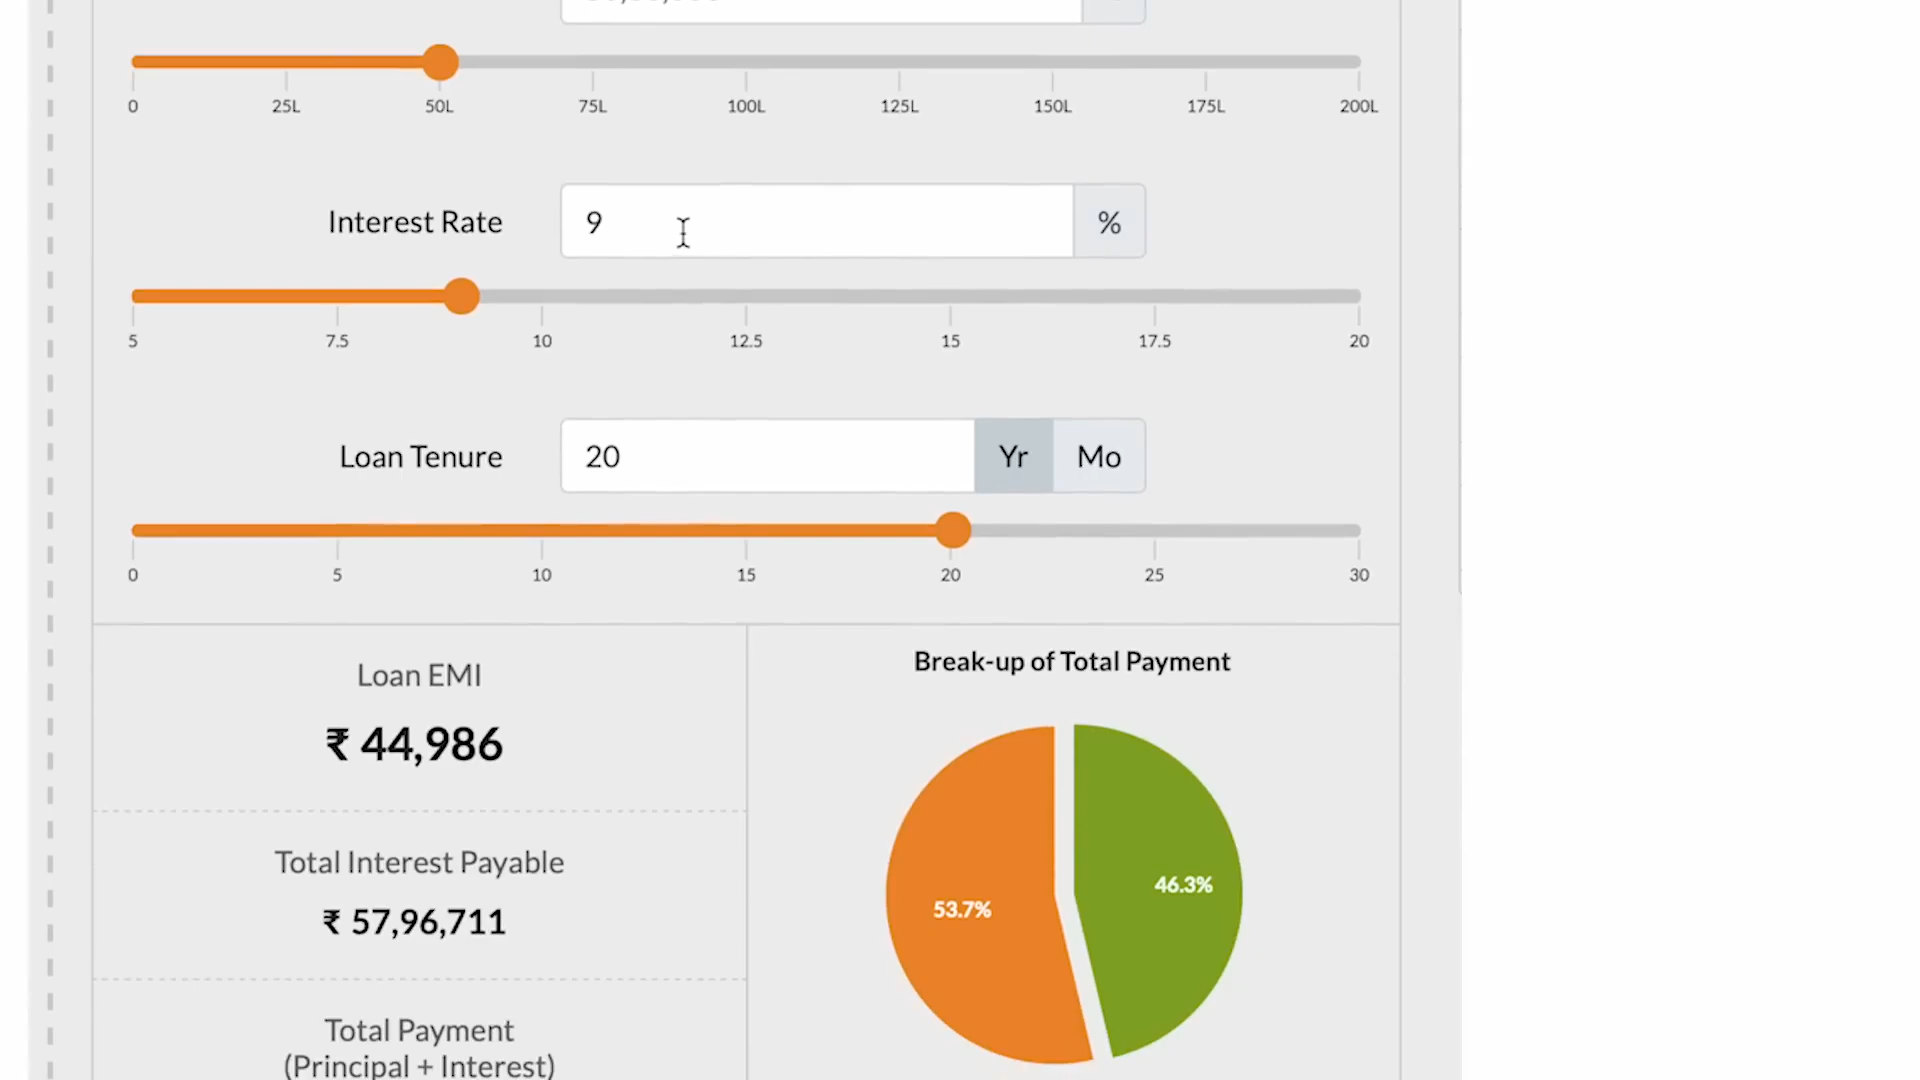 0 25L 50L 75L 100L 125L 150L 175L 200L
Interest Rate 9 %
5 7.5 10 12.5 15 17.5 20
Loan Tenure 20 Yr Mo
0 5 10 15 20 25 30
Loan EMI
₹ 44,986
Total Interest Payable
₹ 57,96,711
Total Payment
(Principal + Interest)
Break-up of Total Payment
53.7%
46.3%